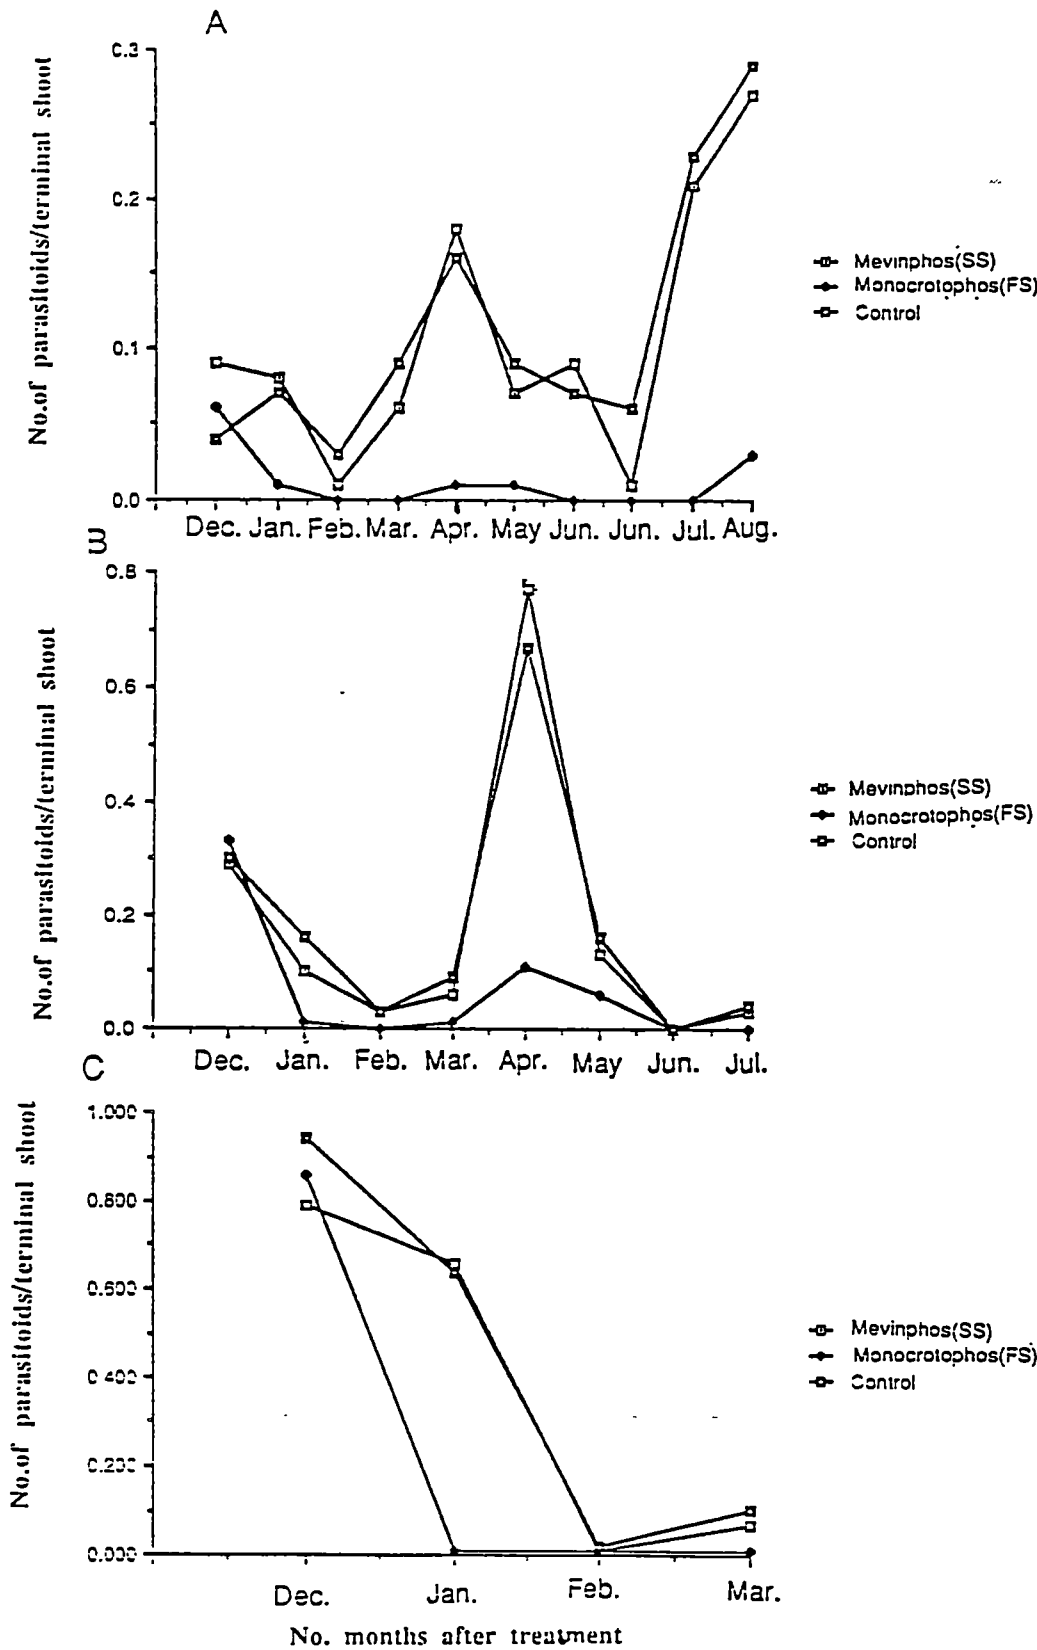 A
No.of parasitoids/terminal shoot
0.3
0.2
0.1
0.0
Dec. Jan. Feb. Mar. Apr. May Jun. Jun. Jul. Aug.
Mevinphos(SS)
Monocrotophos(FS)
Control
B
No.of parasitoids/terminal shoot
0.8
0.6
0.4
0.2
0.0
Dec. Jan. Feb. Mar. Apr. May Jun. Jul.
Mevinphos(SS)
Monocrotophos(FS)
Control
C
No.of parasitoids/terminal shoot
1.000
0.800
0.600
0.400
0.200
0.000
Dec. Jan. Feb. Mar.
Mevinphos(SS)
Monocrotophos(FS)
Control
No. months after treatment